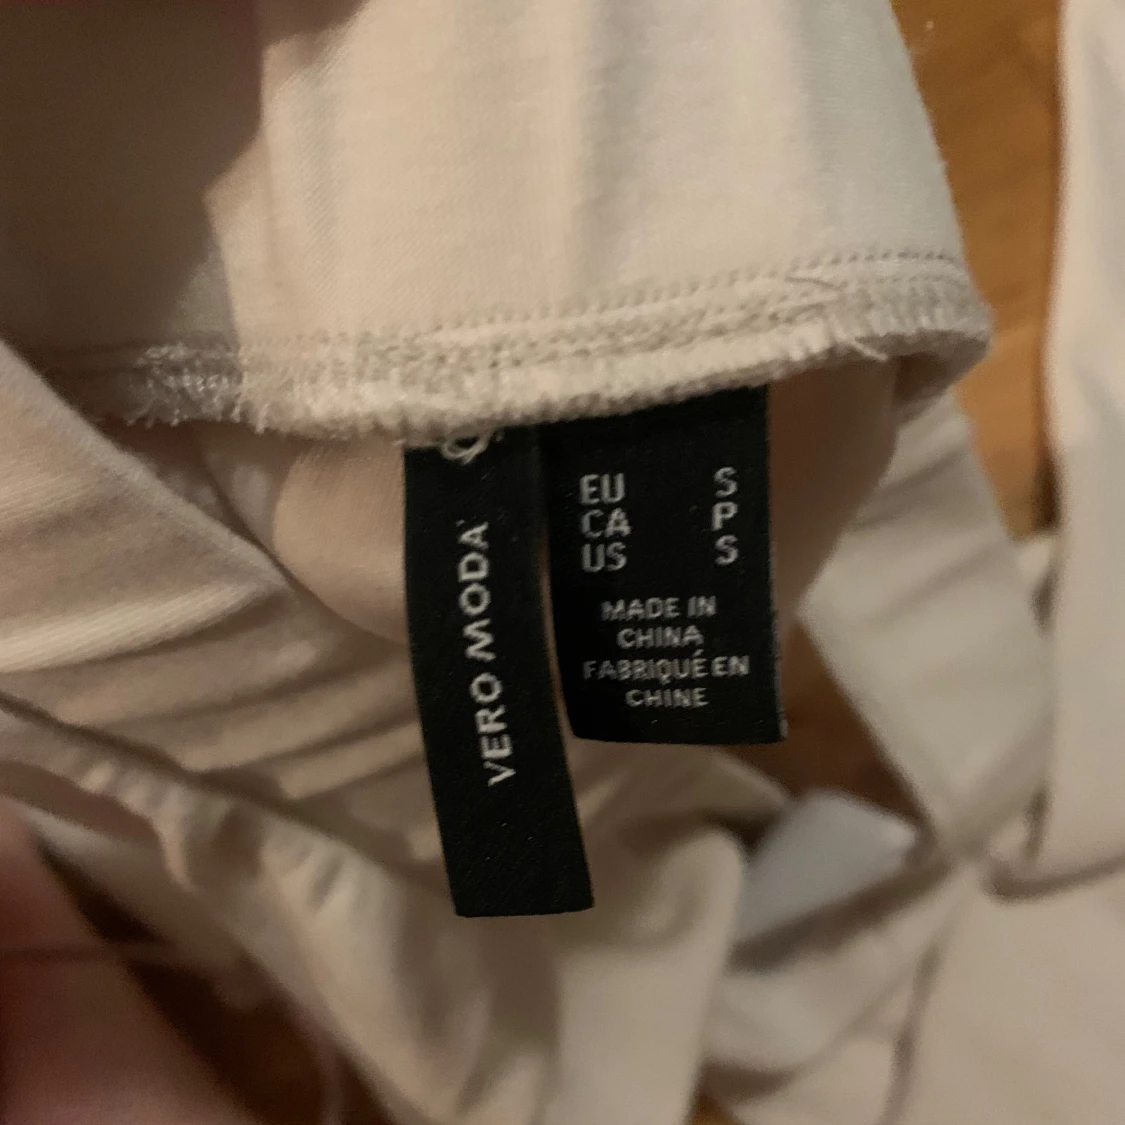 VERO MODA
EU S
CA P
US S
MADE IN
CHINA
FABRIQUÉ EN
CHINE